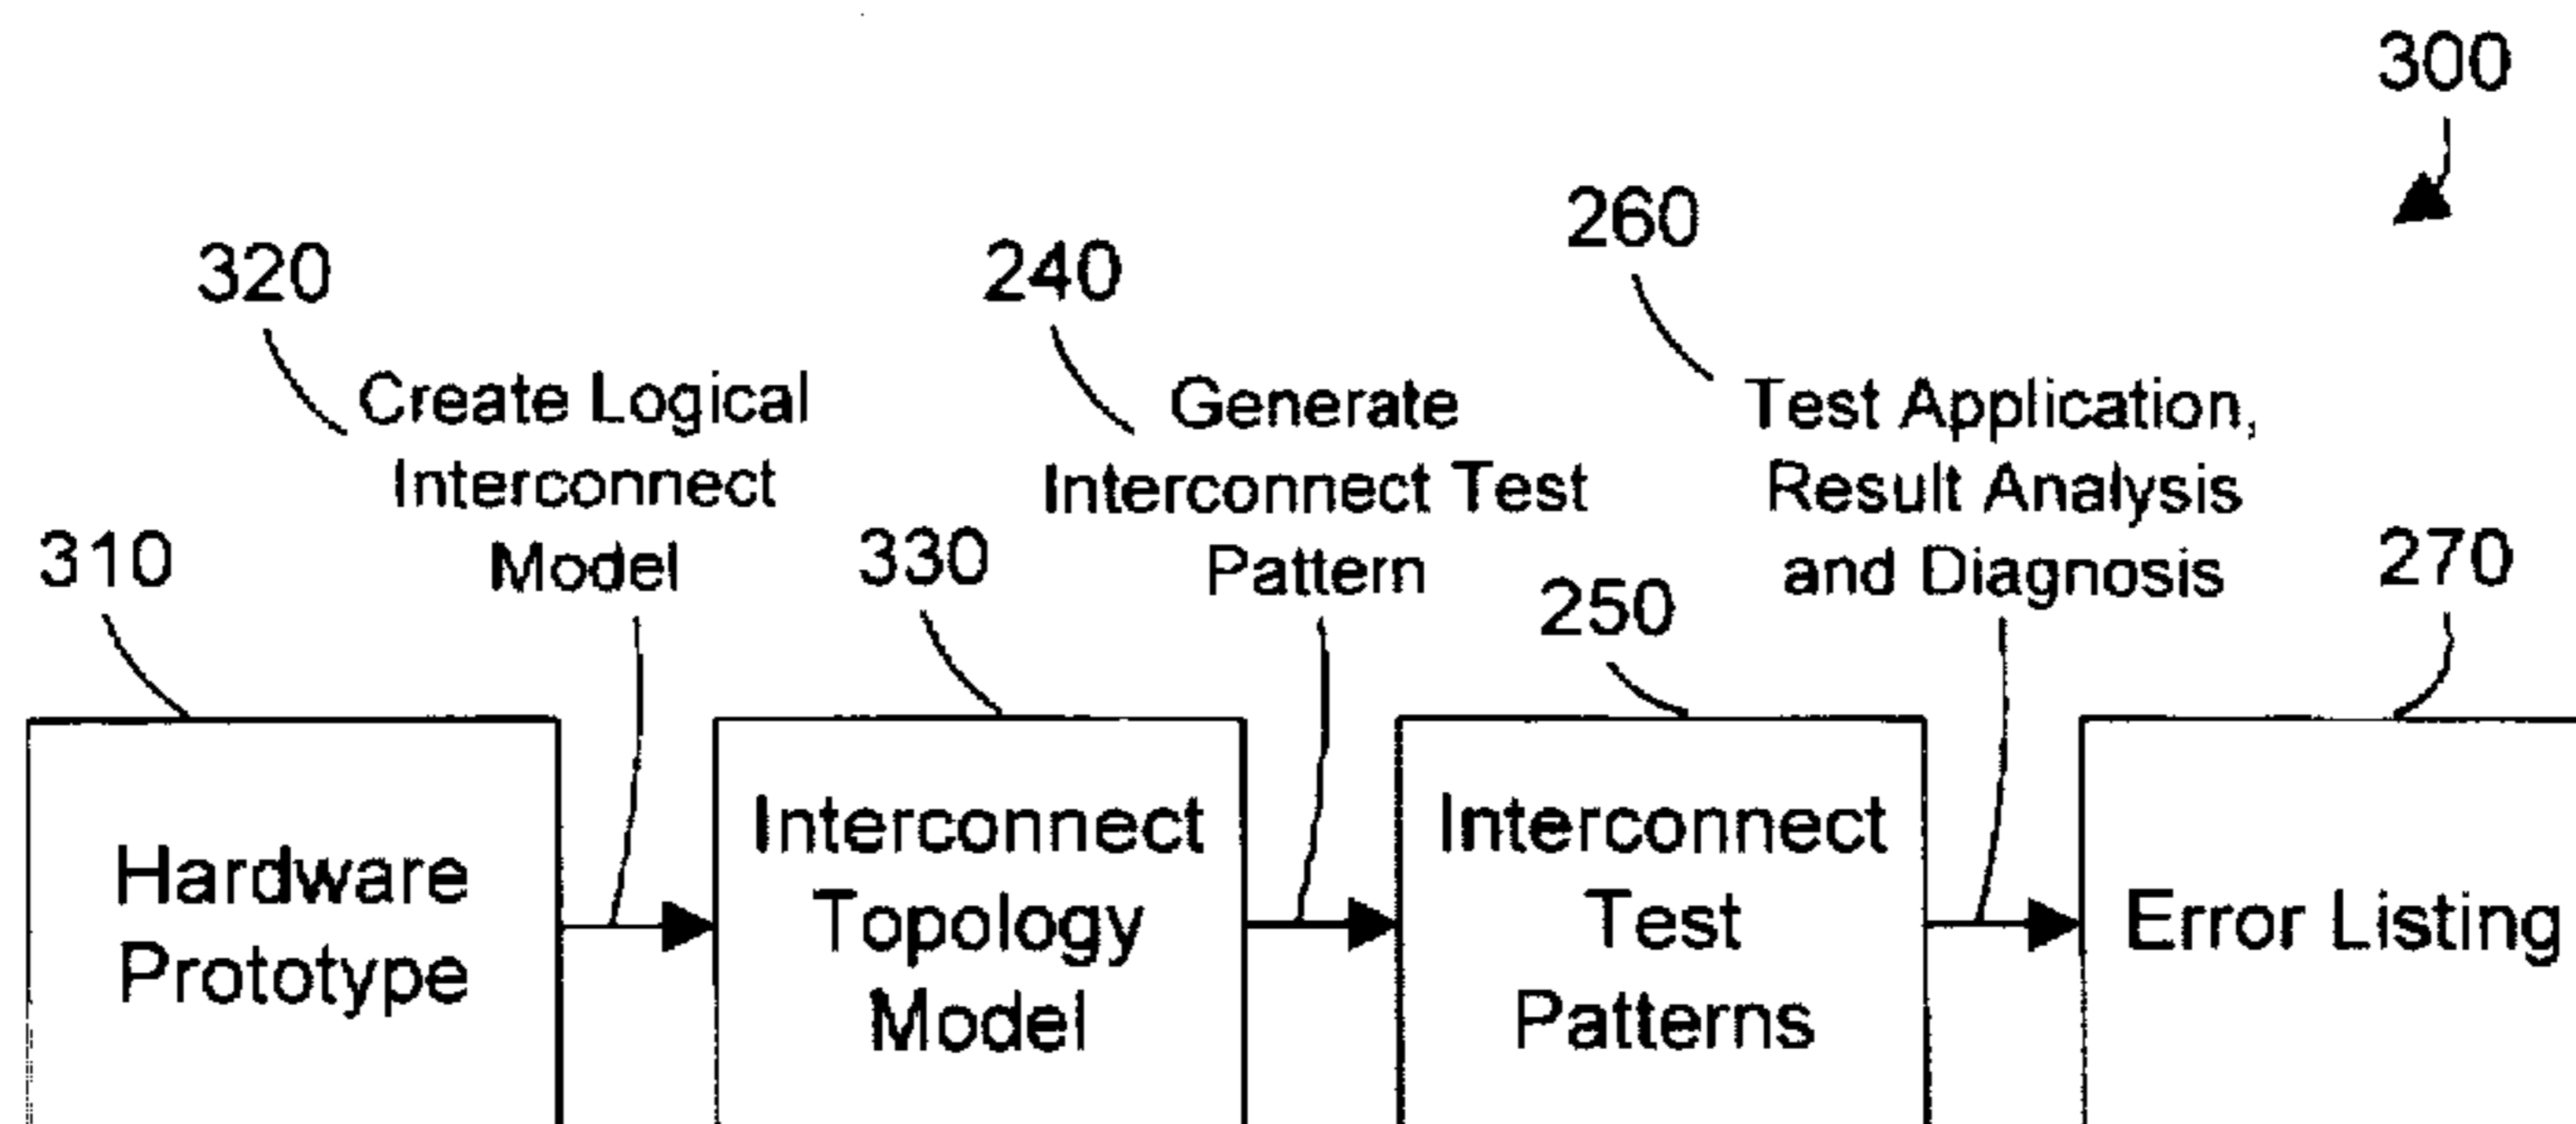 300
260
320
240
Create Logical
Interconnect
Model
Generate
Interconnect Test
Pattern
Test Application,
Result Analysis
and Diagnosis
310
330
250
270
Hardware
Prototype
Interconnect
Topology
Model
Interconnect
Test
Patterns
Error Listing